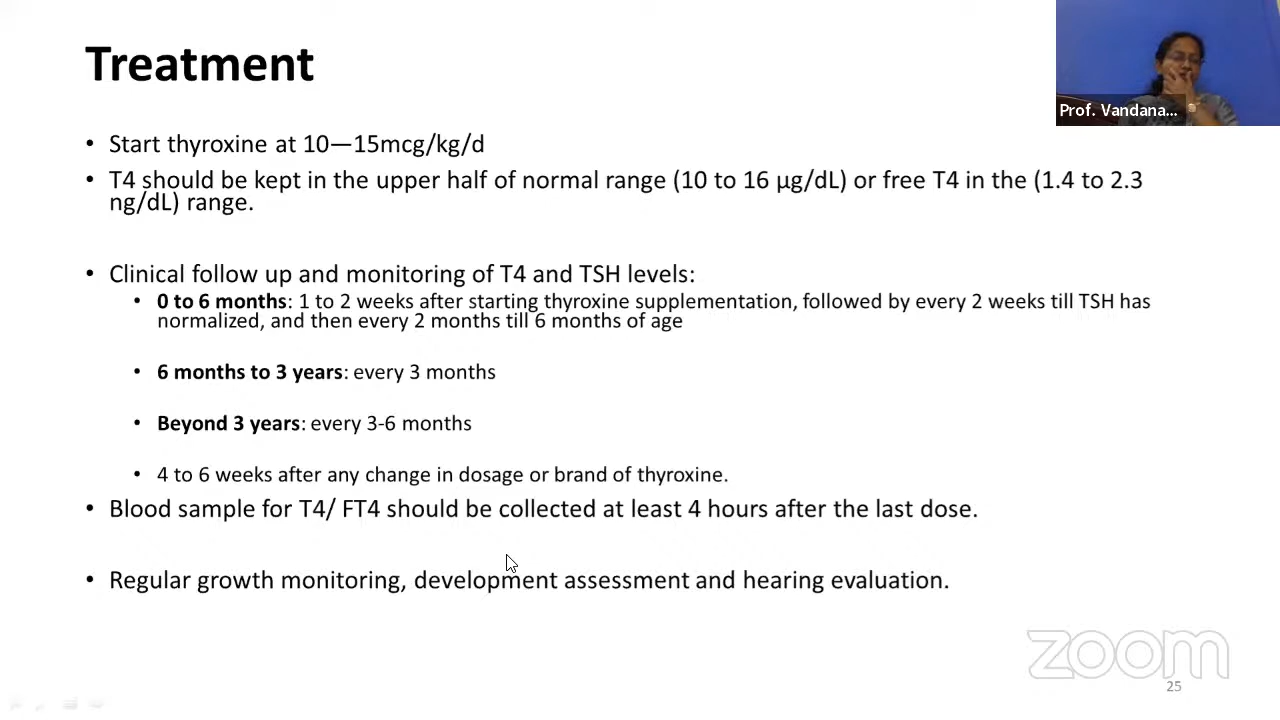 Treatment
Prof. Vandana...
• Start thyroxine at 10—15mcg/kg/d
• T4 should be kept in the upper half of normal range (10 to 16 µg/dL) or free T4 in the (1.4 to 2.3
ng/dL) range.
• Clinical follow up and monitoring of T4 and TSH levels:
• 0 to 6 months: 1 to 2 weeks after starting thyroxine supplementation, followed by every 2 weeks till TSH has
normalized, and then every 2 months till 6 months of age
• 6 months to 3 years: every 3 months
• Beyond 3 years: every 3-6 months
• 4 to 6 weeks after any change in dosage or brand of thyroxine.
• Blood sample for T4/ FT4 should be collected at least 4 hours after the last dose.
• Regular growth monitoring, development assessment and hearing evaluation.
zoom
25